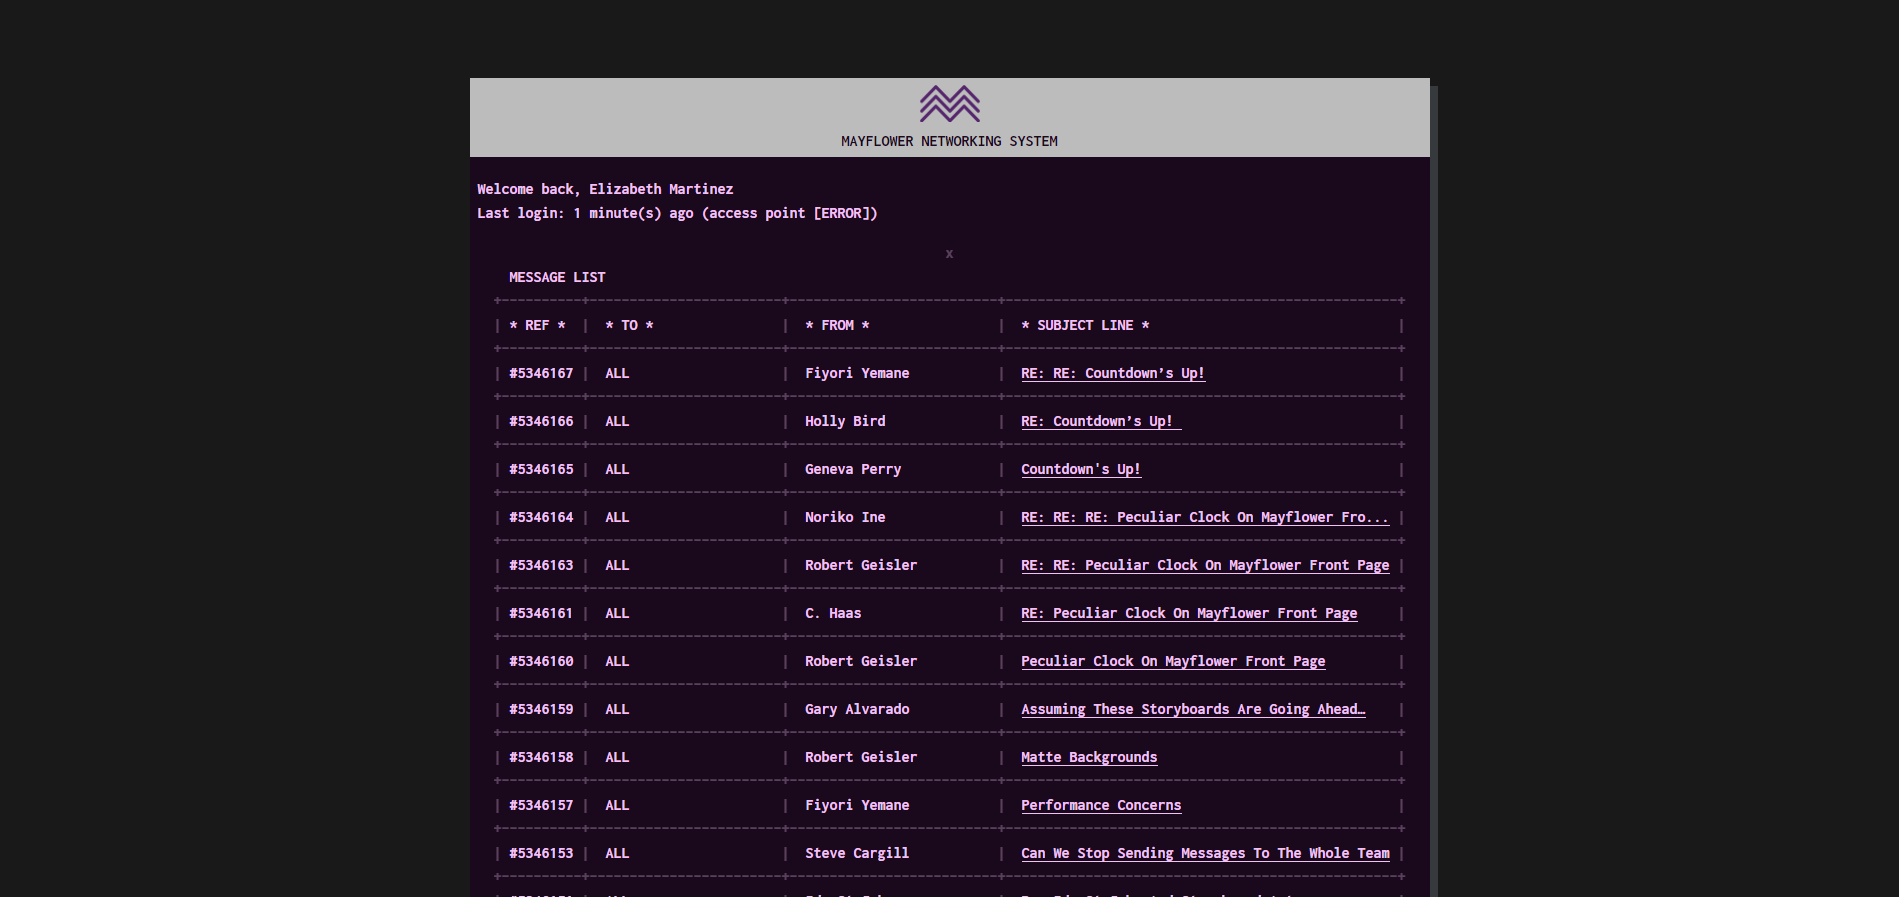 MAYFLOWER NETWORKING SYSTEM
Welcome back, Elizabeth Martinez
Last login: 1 minute(s) ago (access point [ERROR])
x
MESSAGE LIST
| * REF * | * TO * | * FROM * | * SUBJECT LINE * |
| #5346167 | ALL | Fiyori Yemane | RE: RE: Countdown’s Up! |
| #5346166 | ALL | Holly Bird | RE: Countdown’s Up! |
| #5346165 | ALL | Geneva Perry | Countdown's Up! |
| #5346164 | ALL | Noriko Ine | RE: RE: RE: Peculiar Clock On Mayflower Fro... |
| #5346163 | ALL | Robert Geisler | RE: RE: Peculiar Clock On Mayflower Front Page |
| #5346161 | ALL | C. Haas | RE: Peculiar Clock On Mayflower Front Page |
| #5346160 | ALL | Robert Geisler | Peculiar Clock On Mayflower Front Page |
| #5346159 | ALL | Gary Alvarado | Assuming These Storyboards Are Going Ahead… |
| #5346158 | ALL | Robert Geisler | Matte Backgrounds |
| #5346157 | ALL | Fiyori Yemane | Performance Concerns |
| #5346153 | ALL | Steve Cargill | Can We Stop Sending Messages To The Whole Team |